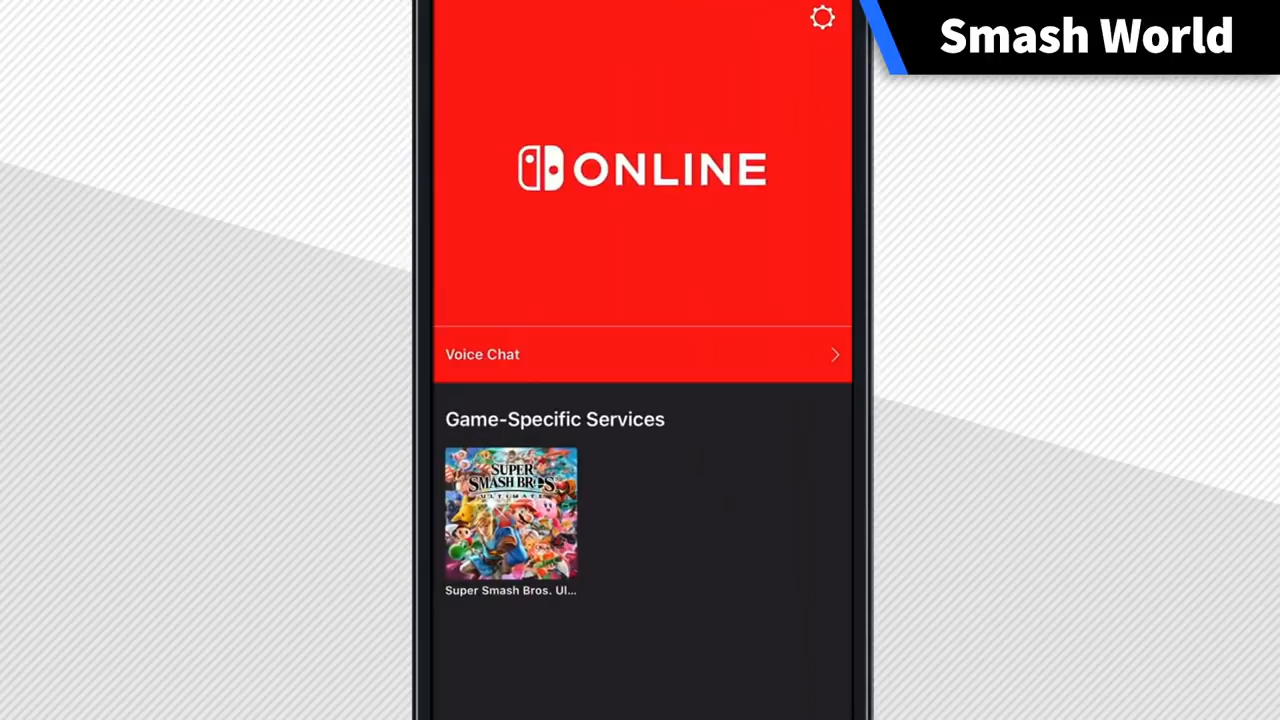 Smash World
ONLINE
Voice Chat
Game-Specific Services
SUPER
SMASH BROS.
ULTIMATE
Super Smash Bros. Ul...